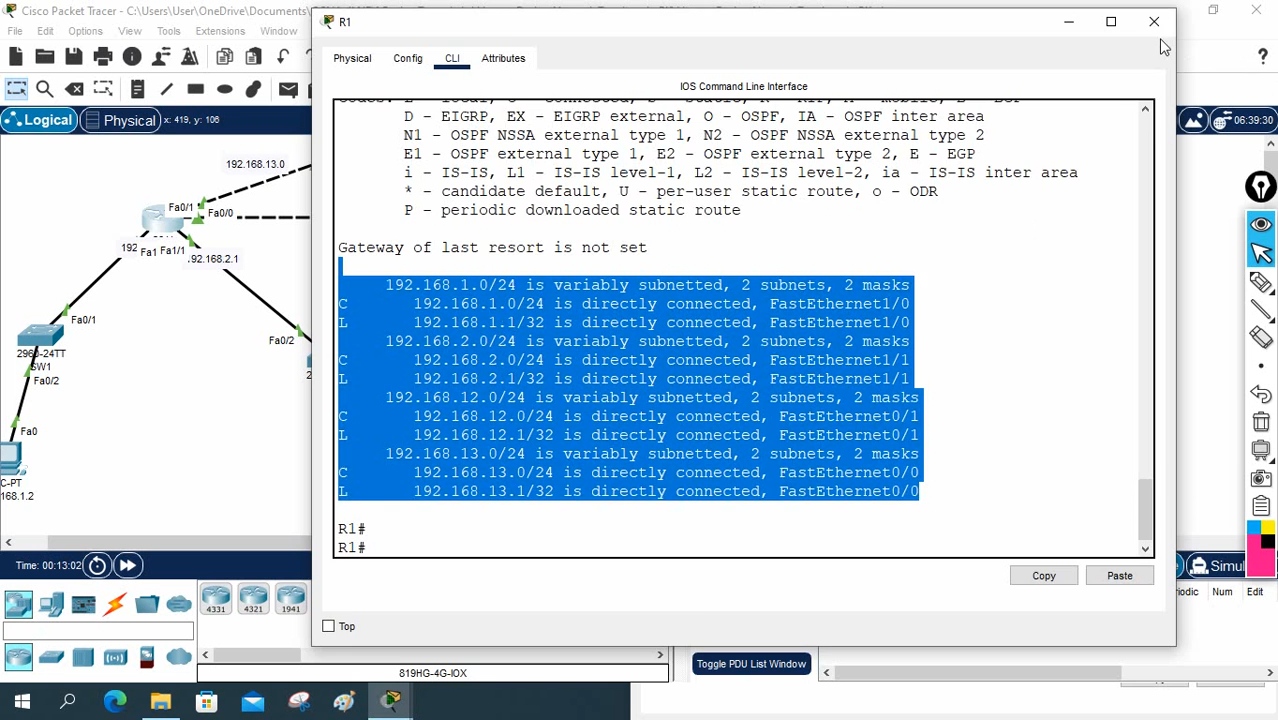 Cisco Packet Tracer - C:\Users\User\OneDrive\Documents\
R1
File Edit Options View Tools Extensions Window
Physical Config CLI Attributes
IOS Command Line Interface
Logical Physical x: 419, y: 106
06:39:30
D - EIGRP, EX - EIGRP external, O - OSPF, IA - OSPF inter area
N1 - OSPF NSSA external type 1, N2 - OSPF NSSA external type 2
E1 - OSPF external type 1, E2 - OSPF external type 2, E - EGP
i - IS-IS, L1 - IS-IS level-1, L2 - IS-IS level-2, ia - IS-IS inter area
* - candidate default, U - per-user static route, o - ODR
P - periodic downloaded static route
Gateway of last resort is not set
192.168.1.0/24 is variably subnetted, 2 subnets, 2 masks
C 192.168.1.0/24 is directly connected, FastEthernet1/0
L 192.168.1.1/32 is directly connected, FastEthernet1/0
192.168.2.0/24 is variably subnetted, 2 subnets, 2 masks
C 192.168.2.0/24 is directly connected, FastEthernet1/1
L 192.168.2.1/32 is directly connected, FastEthernet1/1
192.168.12.0/24 is variably subnetted, 2 subnets, 2 masks
C 192.168.12.0/24 is directly connected, FastEthernet0/1
L 192.168.12.1/32 is directly connected, FastEthernet0/1
192.168.13.0/24 is variably subnetted, 2 subnets, 2 masks
C 192.168.13.0/24 is directly connected, FastEthernet0/0
L 192.168.13.1/32 is directly connected, FastEthernet0/0
R1#
R1#
Copy Paste
Top
192.168.13.0
Fa0/1
Fa0/0
192 Fa1 Fa1/1
192.168.2.1
Fa0/1
Fa0/2
2960-24TT
SW1
Fa0/2
Fa0
C-PT
168.1.2
Time: 00:13:02
Simul
4331 4321 1941
riodic Num Edit
819HG-4G-IOX
Toggle PDU List Window